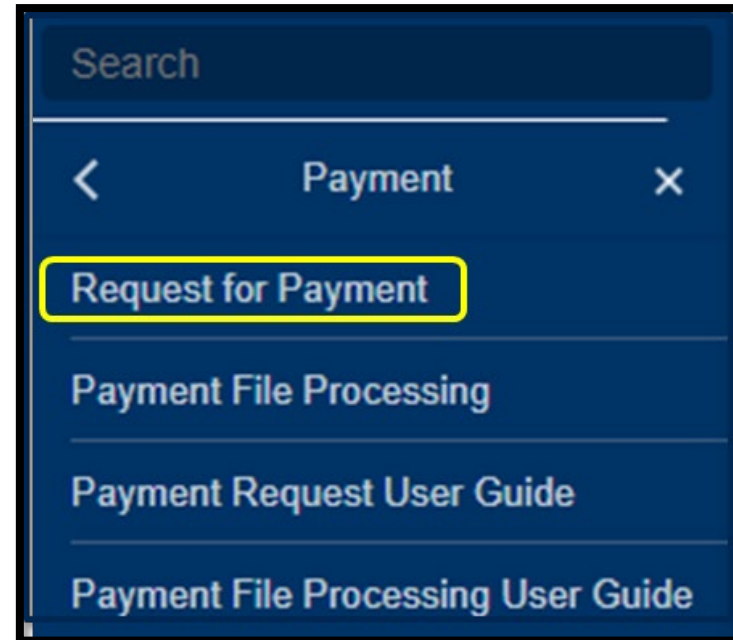 Search
Payment
Request for Payment
Payment File Processing
Payment Request User Guide
Payment File Processing User Guide